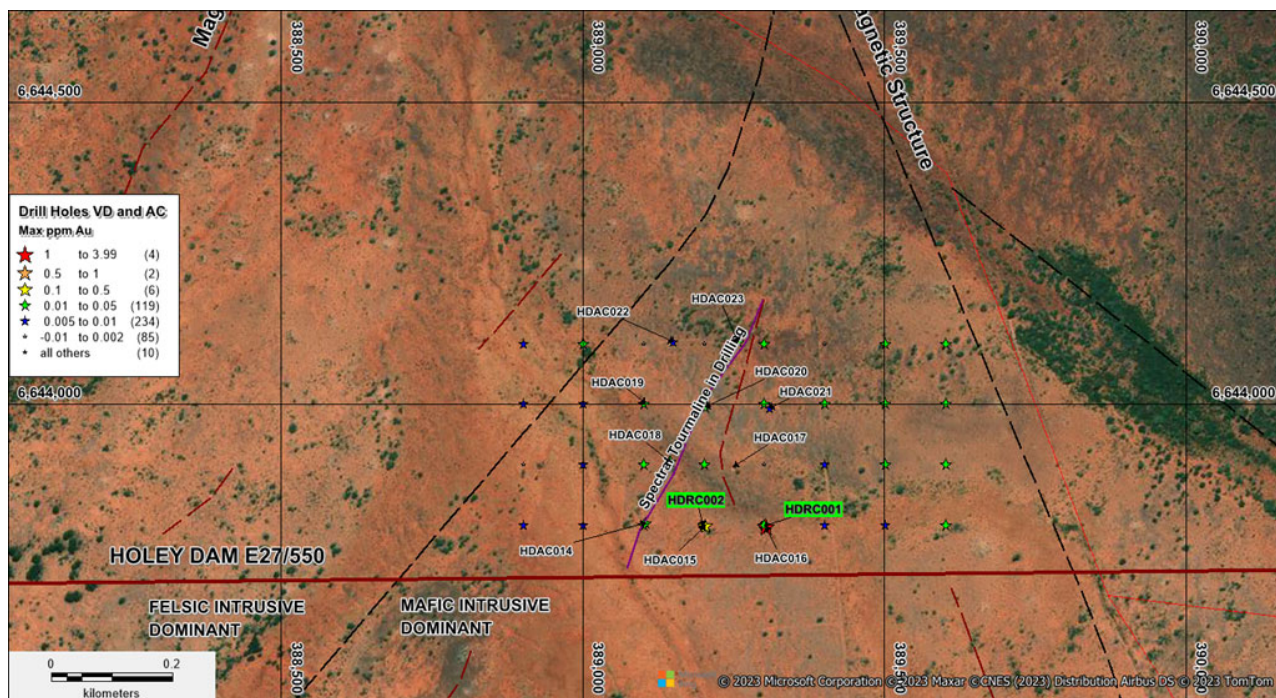 Mag
388,500
389,000
agnetic Structure
389,500
390,000
6,644,500
6,644,500
Drill Holes VD and AC
Max ppm Au
1 to 3.99 (4)
0.5 to 1 (2)
0.1 to 0.5 (6)
0.01 to 0.05 (119)
0.005 to 0.01 (234)
-0.01 to 0.002 (85)
all others (10)
HDAC023
HDAC022
Spectral Tourmaline in Drilling
HDAC020
HDAC019
HDAC021
6,644,000
6,644,000
HDAC018
HDAC017
HDRC002
HDRC001
HDAC014
HDAC015
HDAC016
HOLEY DAM E27/550
FELSIC INTRUSIVE
DOMINANT
MAFIC INTRUSIVE
DOMINANT
0 0.2
kilometers
388,500
389,000
389,500
390,000
© 2023 Microsoft Corporation © 2023 Maxar ©CNES (2023) Distribution Airbus DS © 2023 TomTom